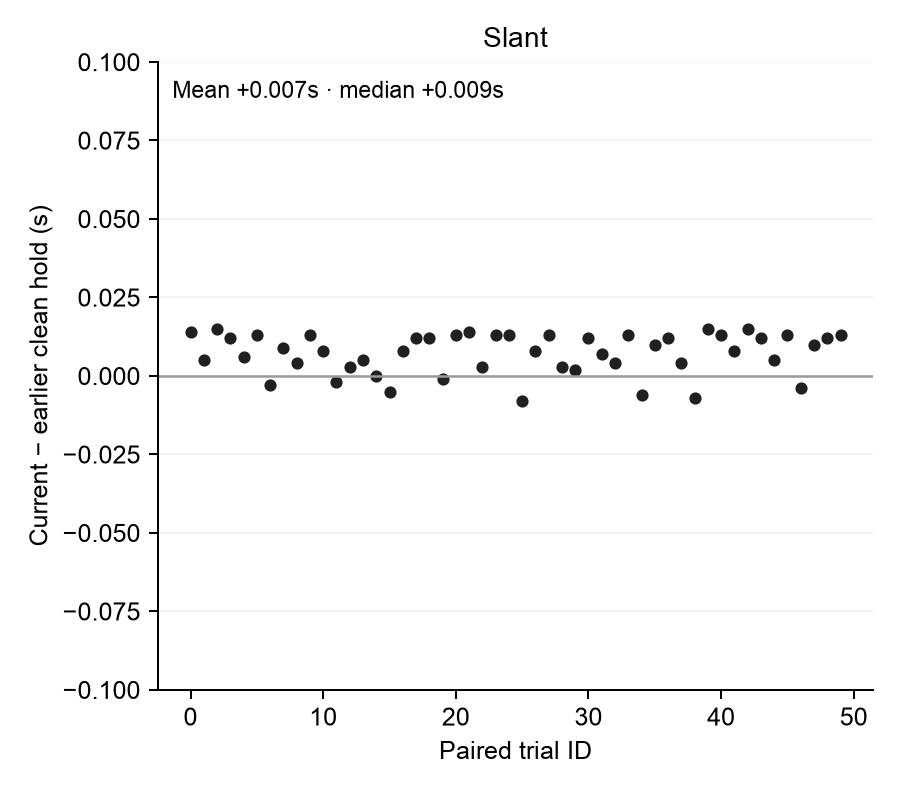 Slant
Mean +0.007s · median +0.009s
Current − earlier clean hold (s)
0.100
0.075
0.050
0.025
0.000
−0.025
−0.050
−0.075
−0.100
0 10 20 30 40 50
Paired trial ID